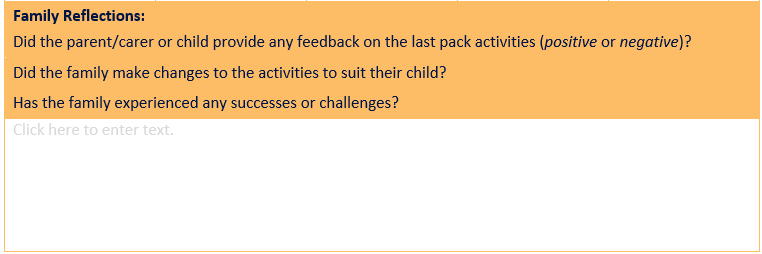 Family Reflections:
Did the parent/carer or child provide any feedback on the last pack activities (positive or negative)?
Did the family make changes to the activities to suit their child?
Has the family experienced any successes or challenges?
Click here to enter text.